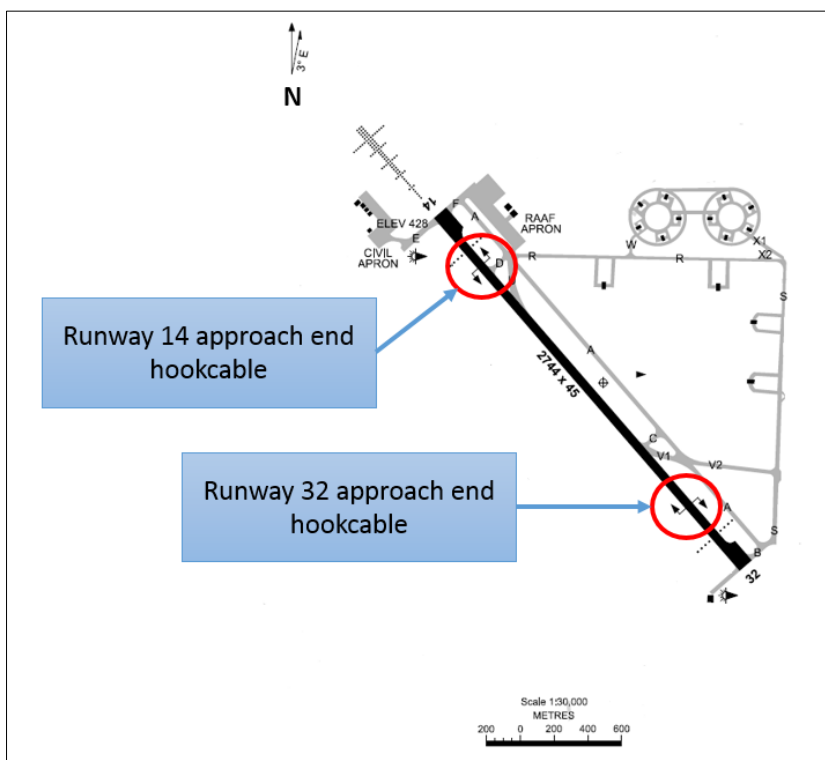 3° E
N
14
F
A
ELEV 428
E
CIVIL
APRON
RAAF
APRON
D
R
W
R
X1
X2
S
Runway 14 approach end
hookcable
A
2744 x 45
C
V1
V2
Runway 32 approach end
hookcable
A
S
B
32
Scale 1:30,000
METRES
200 0 200 400 600